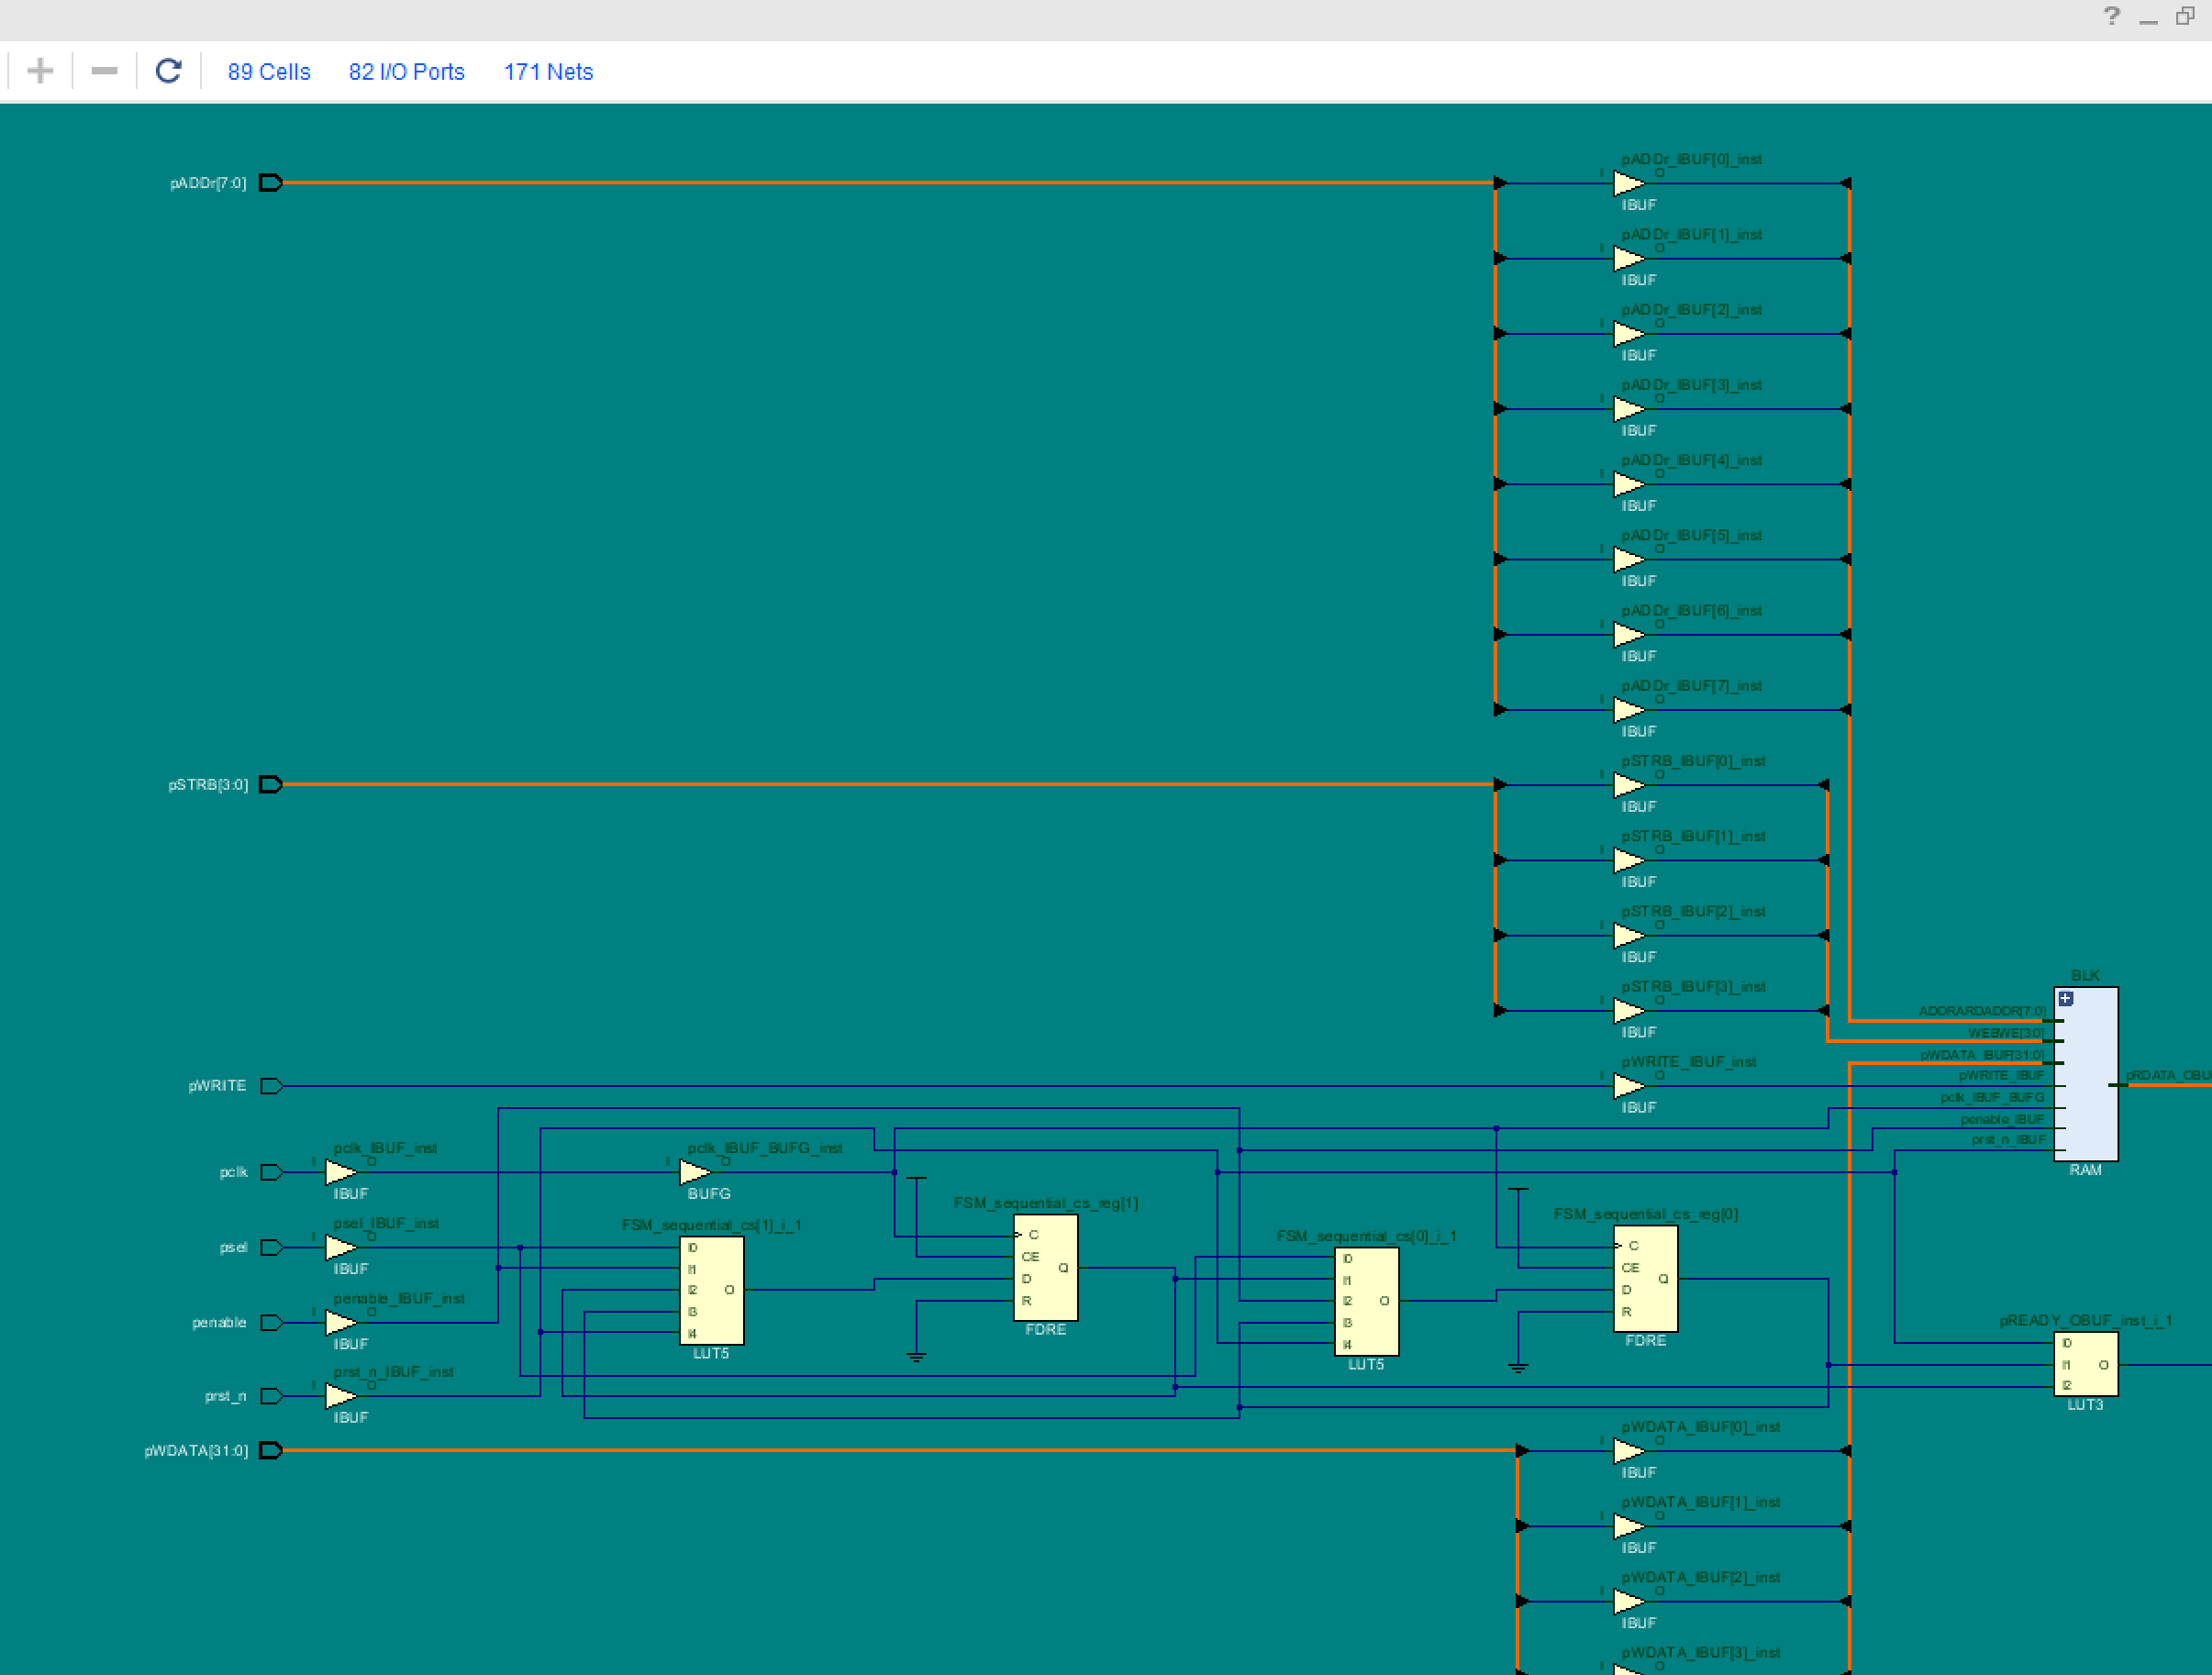 ?
89 Cells 82 I/O Ports 171 Nets
pADDr[7:0]
pADDr_IBUF[0]_inst
I O
IBUF
pADDr_IBUF[1]_inst
I O
IBUF
pADDr_IBUF[2]_inst
I O
IBUF
pADDr_IBUF[3]_inst
I O
IBUF
pADDr_IBUF[4]_inst
I O
IBUF
pADDr_IBUF[5]_inst
I O
IBUF
pADDr_IBUF[6]_inst
I O
IBUF
pADDr_IBUF[7]_inst
I O
IBUF
pSTRB[3:0]
pSTRB_IBUF[0]_inst
I O
IBUF
pSTRB_IBUF[1]_inst
I O
IBUF
pSTRB_IBUF[2]_inst
I O
IBUF
pSTRB_IBUF[3]_inst
I O
IBUF
BLK
ADDRARDADDR[7:0]
WEBWE[3:0]
pWDATA_IBUF[31:0]
pWRITE_IBUF
pclk_IBUF_BUFG
penable_IBUF
prst_n_IBUF
pRDATA_OBU
RAM
pWRITE
pWRITE_IBUF_inst
I O
IBUF
pclk
pclk_IBUF_inst
I O
IBUF
pclk_IBUF_BUFG_inst
I O
BUFG
psel
psel_IBUF_inst
I O
IBUF
penable
penable_IBUF_inst
I O
IBUF
prst_n
prst_n_IBUF_inst
I O
IBUF
FSM_sequential_cs[1]_i_1
I0
I1
I2 O
I3
I4
LUT5
FSM_sequential_cs_reg[1]
C
CE
Q
D
R
FDRE
FSM_sequential_cs[0]_i_1
I0
I1
I2 O
I3
I4
LUT5
FSM_sequential_cs_reg[0]
C
CE
Q
D
R
FDRE
pREADY_OBUF_inst_i_1
I0
I1 O
I2
LUT3
pWDATA[31:0]
pWDATA_IBUF[0]_inst
I O
IBUF
pWDATA_IBUF[1]_inst
I O
IBUF
pWDATA_IBUF[2]_inst
I O
IBUF
pWDATA_IBUF[3]_inst
I O